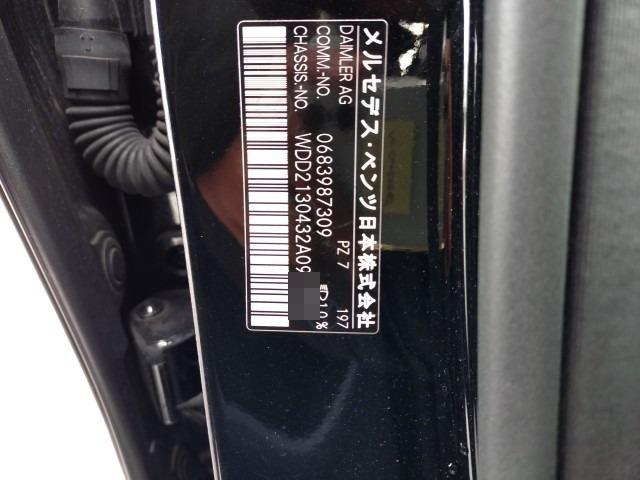 メルセデス・ベンツ日本株式会社
DAIMLER AG PZ 7 197
COMM.-NO. 0683987309
CHASSIS.-NO. WDD2130432A09